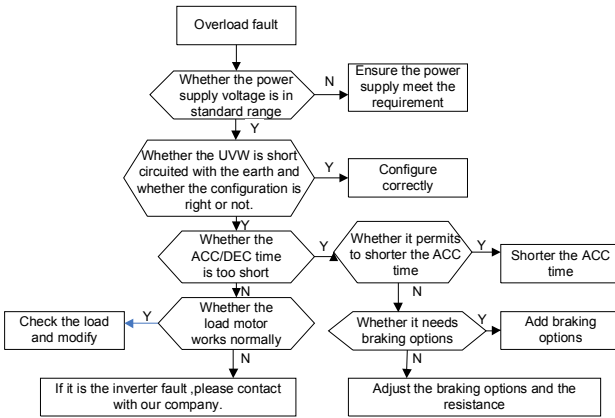 Overload fault
Whether the power
supply voltage is in
standard range
N
Ensure the power
supply meet the
requirement
Y
Whether the UVW is short
circuited with the earth and
whether the configuration is
right or not.
Y
Configure
correctly
Y
Whether the
ACC/DEC time
is too short
Y
Whether it permits
to shorter the ACC
time
Y
Shorter the ACC
time
N
N
Check the load
and modify
Y
Whether the
load motor
works normally
Whether it needs
braking options
Y
Add braking
options
N
N
If it is the inverter fault ,please contact
with our company.
Adjust the braking options and the
resistance